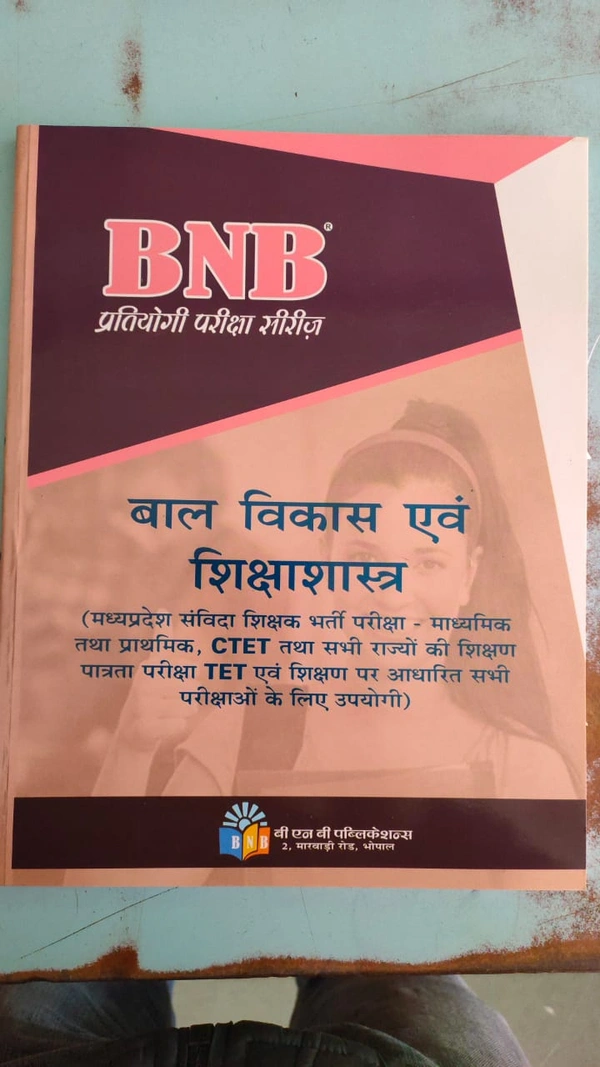 BNB®
प्रतियोगी परीक्षा सीरीज़
बाल विकास एवं
शिक्षाशास्त्र
(मध्यप्रदेश संविदा शिक्षक भर्ती परीक्षा - माध्यमिक
तथा प्राथमिक, CTET तथा सभी राज्यों की शिक्षण
पात्रता परीक्षा TET एवं शिक्षण पर आधारित सभी
परीक्षाओं के लिए उपयोगी)
BNB बी एन बी पब्लिकेशन्स
2, मारवाड़ी रोड, भोपाल